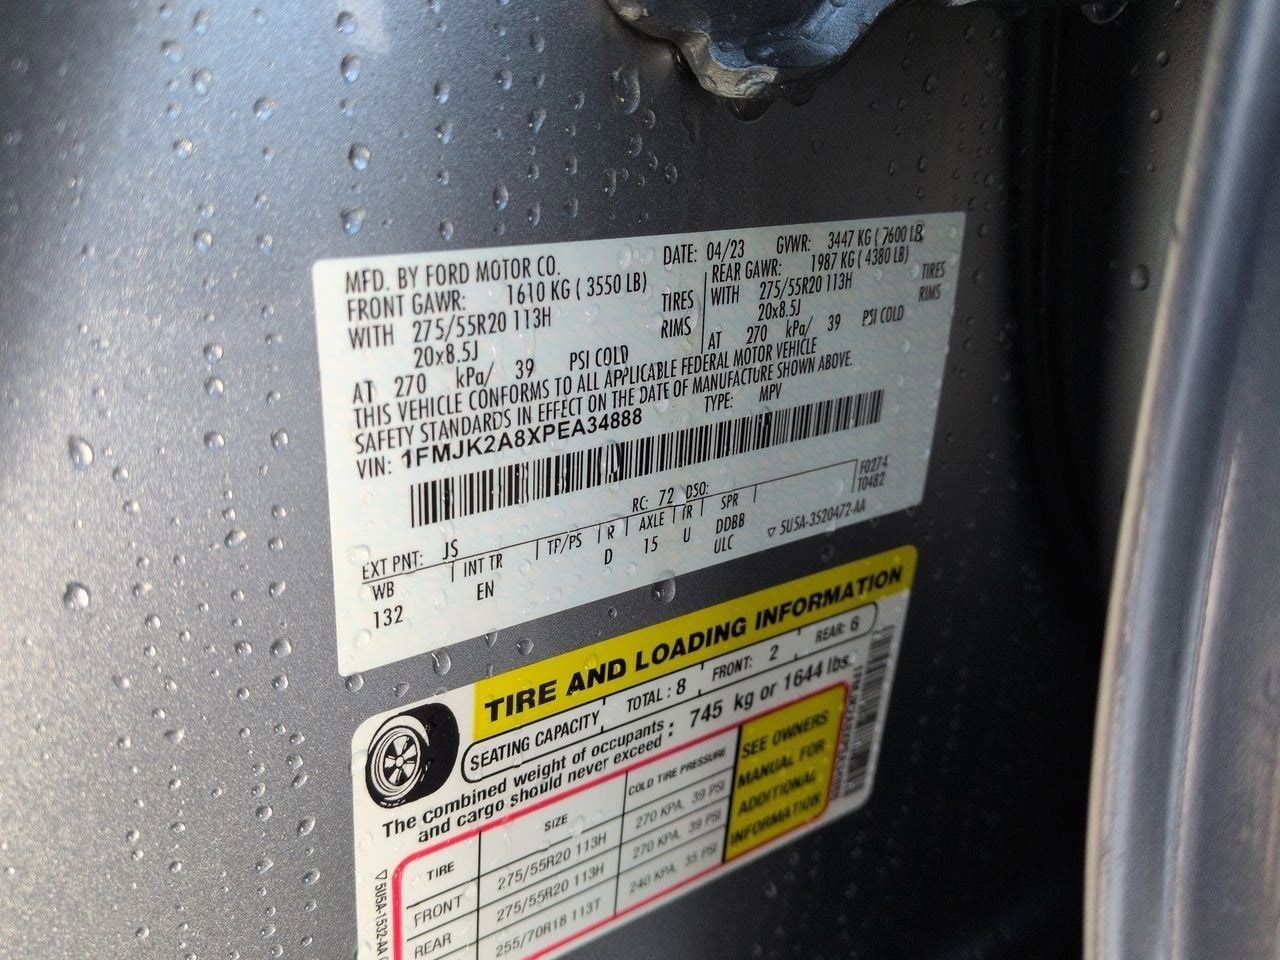 MFD. BY FORD MOTOR CO.
DATE: 04/23 GVWR: 3447 KG ( 7600 LB
FRONT GAWR: 1610 KG ( 3550 LB)
REAR GAWR: 1987 KG ( 4380 LB)
WITH 275/55R20 113H TIRES
WITH 275/55R20 113H TIRES
20x8.5J RIMS
20x8.5J RIMS
AT 270 kPa/ 39 PSI COLD
AT 270 kPa/ 39 PSI COLD
THIS VEHICLE CONFORMS TO ALL APPLICABLE FEDERAL MOTOR VEHICLE
SAFETY STANDARDS IN EFFECT ON THE DATE OF MANUFACTURE SHOWN ABOVE.
VIN: 1FMJK2A8XPEA34888 TYPE: MPV
F0274
T0482
EXT PNT: JS RC: 72 DSO:
WB INT TR TP/PS R AXLE TR SPR
132 EN D 15 U DDBB
ULC
5U5A-3520472-AA
TIRE AND LOADING INFORMATION
SEATING CAPACITY TOTAL : 8 FRONT: 2 REAR: 6
The combined weight of occupants
and cargo should never exceed : 745 kg or 1644 lbs.
TIRE SIZE COLD TIRE PRESSURE
FRONT 275/55R20 113H 270 KPA, 39 PSI
REAR 275/55R20 113H 270 KPA, 39 PSI
255/70R18 113T 240 KPA, 35 PSI
SEE OWNERS
MANUAL FOR
ADDITIONAL
INFORMATION
5U5A-1532-AA